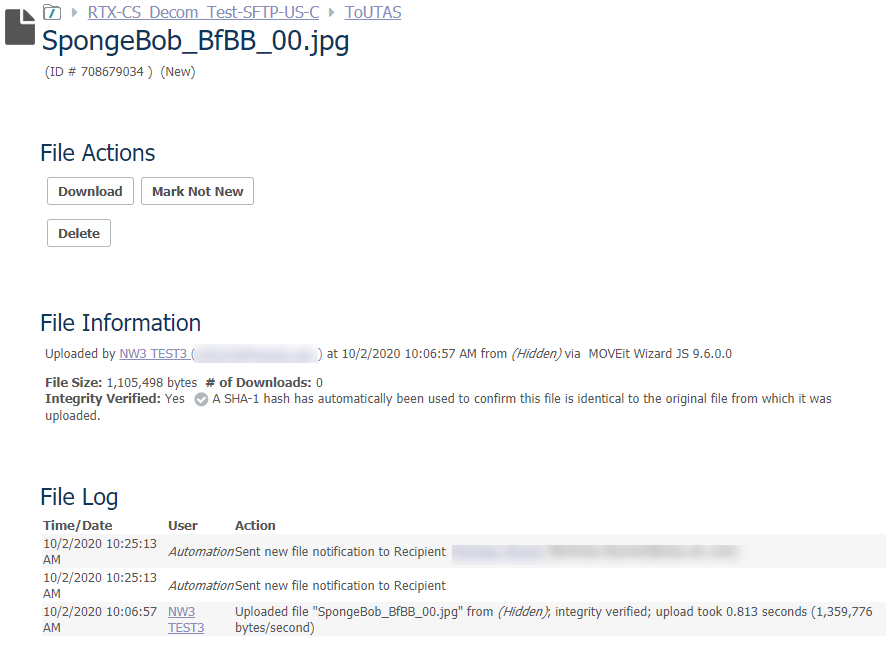 RTX-CS_Decom_Test-SFTP-US-C ToUTAS
SpongeBob_BfBB_00.jpg
(ID # 708679034 ) (New)
File Actions
Download Mark Not New
Delete
File Information
Uploaded by NW3 TEST3 ( ) at 10/2/2020 10:06:57 AM from (Hidden) via MOVEit Wizard JS 9.6.0.0
File Size: 1,105,498 bytes # of Downloads: 0
Integrity Verified: Yes A SHA-1 hash has automatically been used to confirm this file is identical to the original file from which it was
uploaded.
File Log
Time/Date User Action
10/2/2020 10:25:13
AM
Automation Sent new file notification to Recipient
10/2/2020 10:25:13
AM
Automation Sent new file notification to Recipient
10/2/2020 10:06:57
AM
NW3
TEST3
Uploaded file "SpongeBob_BfBB_00.jpg" from (Hidden); integrity verified; upload took 0.813 seconds (1,359,776
bytes/second)